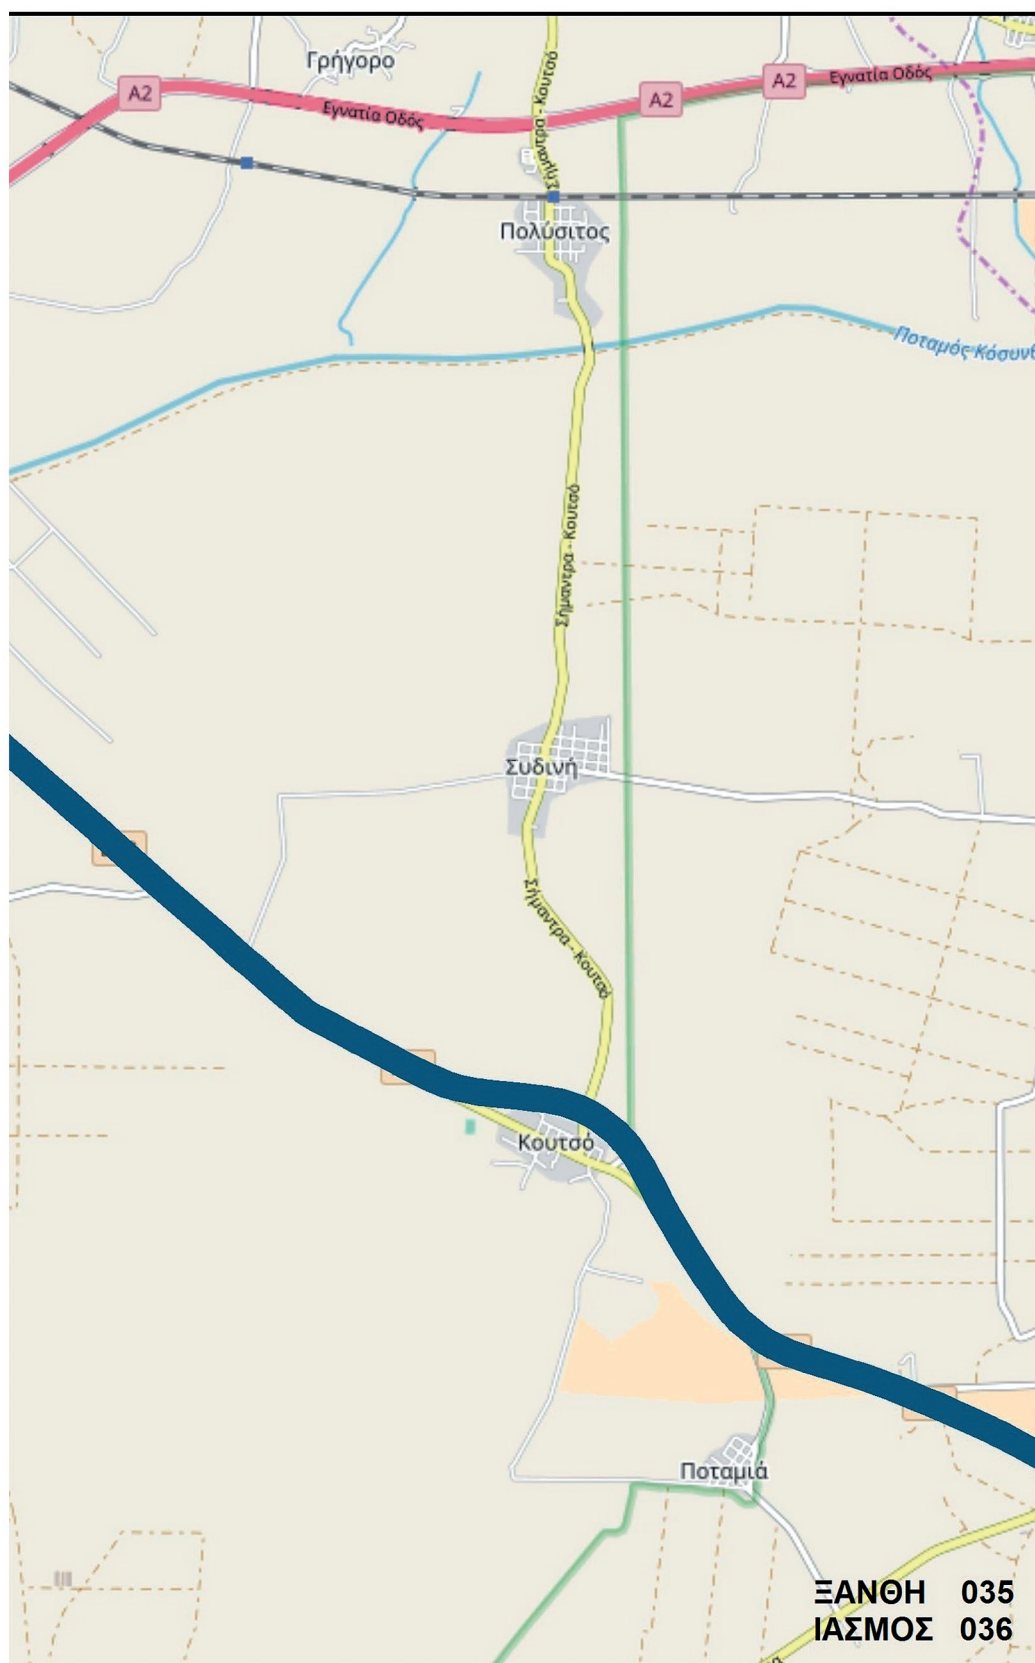 Γρήγορο
Σήμαντρα - Κουτσό
A2
Εγνατία Οδός
A2
A2
Εγνατία Οδός
Πολύσιτος
Ποταμός Κόσυνθ
Σήμαντρα - Κουτσό
Συδινή
Σήμαντρα - Κουτσό
Κουτσό
Ποταμιά
ΞΑΝΘΗ 035
ΙΑΣΜΟΣ 036